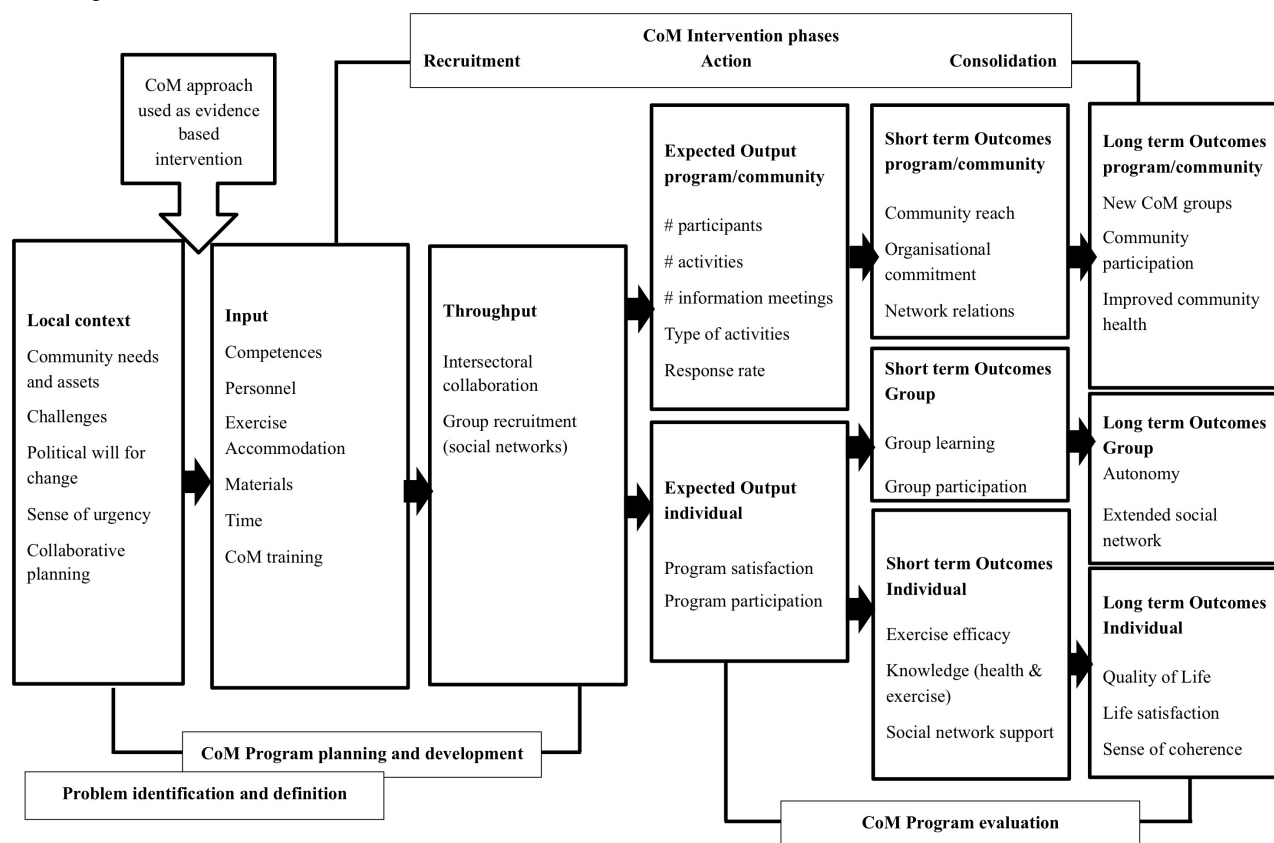 CoM Intervention phases
Recruitment Action Consolidation
CoM approach
used as evidence
based
intervention
Local context
Community needs
and assets
Challenges
Political will for
change
Sense of urgency
Collaborative
planning
Input
Competences
Personnel
Exercise
Accommodation
Materials
Time
CoM training
Throughput
Intersectoral
collaboration
Group recruitment
(social networks)
Expected Output
program/community
# participants
# activities
# information meetings
Type of activities
Response rate
Expected Output
individual
Program satisfaction
Program participation
Short term Outcomes
program/community
Community reach
Organisational
commitment
Network relations
Short term Outcomes
Group
Group learning
Group participation
Short term Outcomes
Individual
Exercise efficacy
Knowledge (health &
exercise)
Social network support
Long term Outcomes
program/community
New CoM groups
Community
participation
Improved community
health
Long term Outcomes
Group
Autonomy
Extended social
network
Long term Outcomes
Individual
Quality of Life
Life satisfaction
Sense of coherence
CoM Program planning and development
Problem identification and definition
CoM Program evaluation